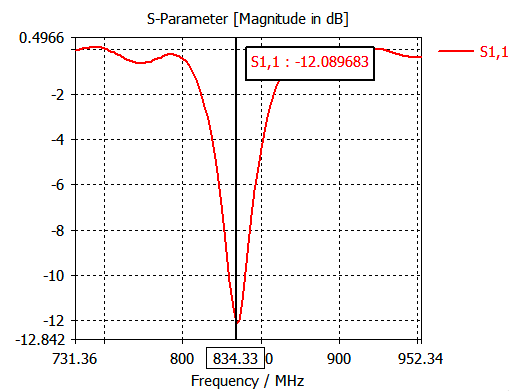 S-Parameter [Magnitude in dB]
0.4966
S1,1 : -12.089683
S1,1
-2
-4
-6
-8
-10
-12
-12.842
731.36 800 834.33 0 900 952.34
Frequency / MHz